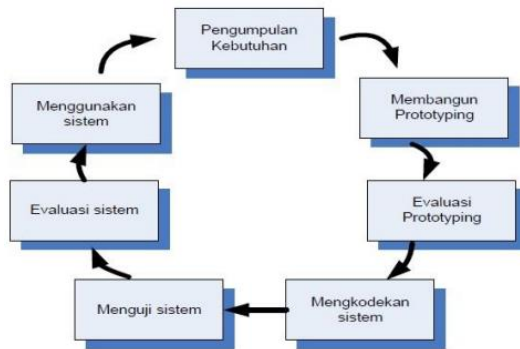 Pengumpulan
Kebutuhan
Membangun
Prototyping
Evaluasi
Prototyping
Mengkodekan
sistem
Menguji sistem
Evaluasi sistem
Menggunakan
sistem